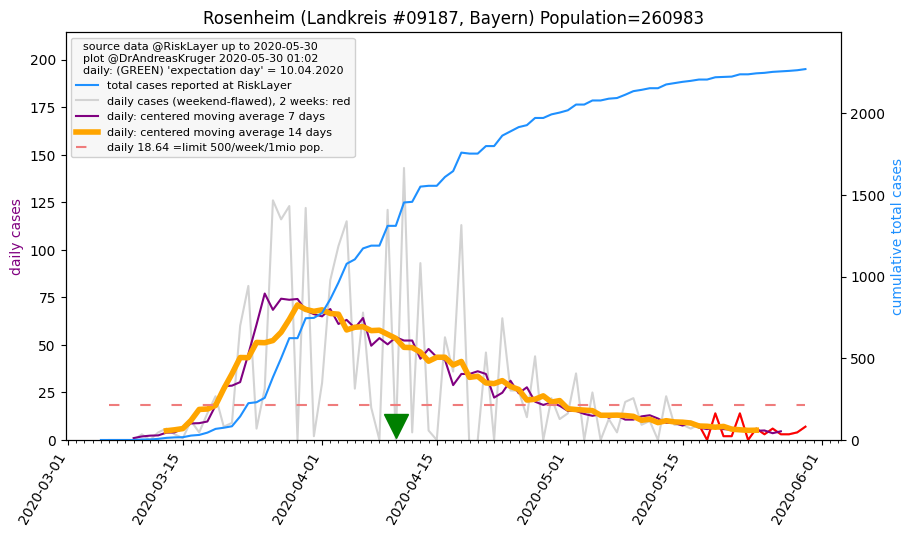 Rosenheim (Landkreis #09187, Bayern) Population=260983
source data @RiskLayer up to 2020-05-30
plot @DrAndreasKruger 2020-05-30 01:02
daily: (GREEN) 'expectation day' = 10.04.2020
total cases reported at RiskLayer
daily cases (weekend-flawed), 2 weeks: red
daily: centered moving average 7 days
daily: centered moving average 14 days
daily 18.64 =limit 500/week/1mio pop.
daily cases
200
175
150
125
100
75
50
25
0
cumulative total cases
2000
1500
1000
500
0
2020-03-01
2020-03-15
2020-04-01
2020-04-15
2020-05-01
2020-05-15
2020-06-01